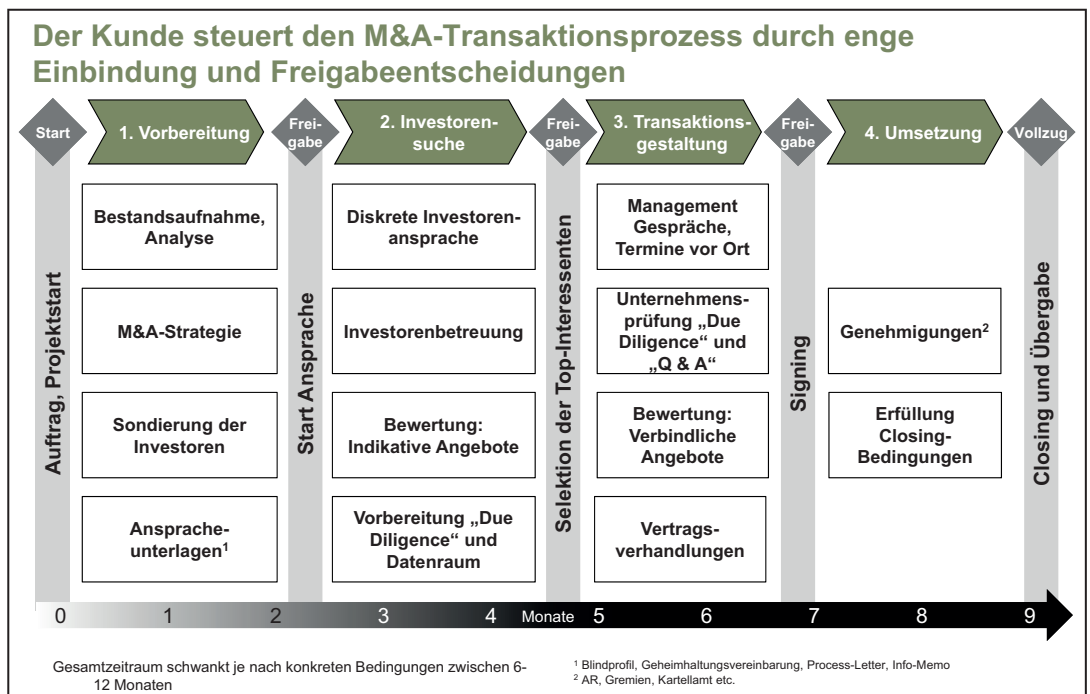 Der Kunde steuert den M&A-Transaktionsprozess durch enge
Einbindung und Freigabeentscheidungen
Start
1. Vorbereitung
Frei-
gabe
2. Investoren-
suche
Frei-
gabe
3. Transaktions-
gestaltung
Frei-
gabe
4. Umsetzung
Vollzug
Auftrag, Projektstart
Bestandsaufnahme,
Analyse
M&A-Strategie
Sondierung der
Investoren
Ansprache-
unterlagen¹
Start Ansprache
Diskrete Investoren-
ansprache
Investorenbetreuung
Bewertung:
Indikative Angebote
Vorbereitung „Due
Diligence“ und
Datenraum
Selektion der Top-Interessenten
Management
Gespräche,
Termine vor Ort
Unternehmens-
prüfung „Due
Diligence“ und
„Q & A“
Bewertung:
Verbindliche
Angebote
Vertrags-
verhandlungen
Signing
Genehmigungen²
Erfüllung
Closing-
Bedingungen
Closing und Übergabe
0 1 2 3 4 Monate 5 6 7 8 9
Gesamtzeitraum schwankt je nach konkreten Bedingungen zwischen 6-
12 Monaten
¹ Blindprofil, Geheimhaltungsvereinbarung, Process-Letter, Info-Memo
² AR, Gremien, Kartellamt etc.